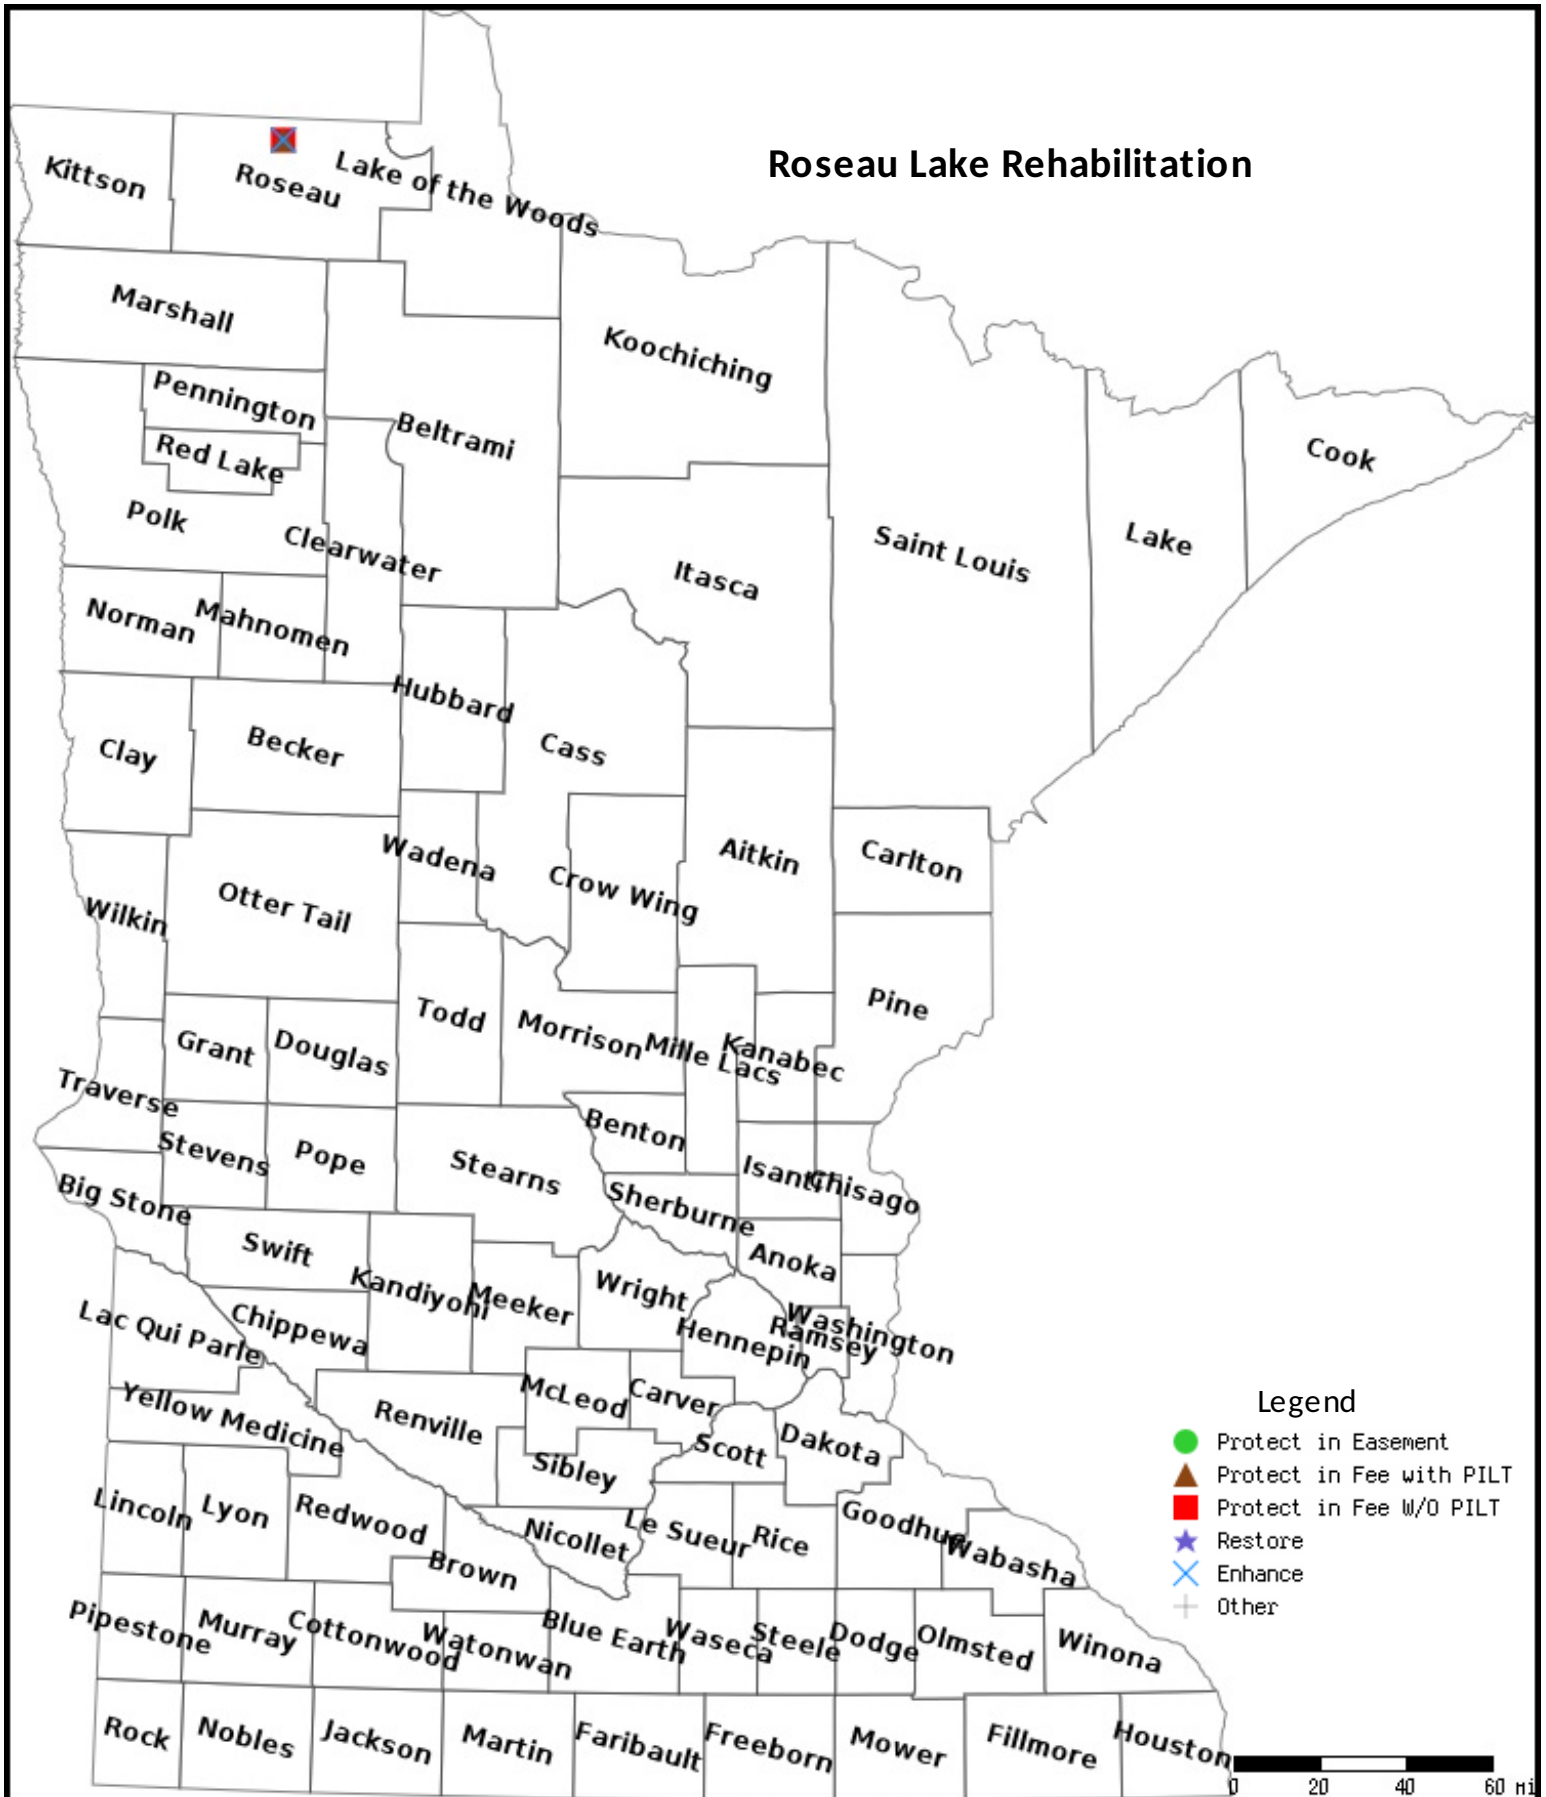 Roseau Lake Rehabilitation
Kittson
Roseau
Lake of the Woods
Marshall
Koochiching
Pennington
Beltrami
Red Lake
Cook
Polk
Clearwater
Saint Louis
Lake
Itasca
Norman
Mahnomen
Hubbard
Clay
Becker
Cass
Wadena
Aitkin
Carlton
Otter Tail
Crow Wing
Wilkin
Pine
Todd
Morrison
Mille Lacs
Kanabec
Grant
Douglas
Traverse
Stevens
Pope
Stearns
Benton
Isanti
Chisago
Big Stone
Sherburne
Swift
Anoka
Kandiyohi
Meeker
Wright
Washington
Ramsey
Hennepin
Lac Qui Parle
Chippewa
McLeod
Carver
Yellow Medicine
Renville
Scott
Dakota
Sibley
Legend
Protect in Easement
Protect in Fee with PILT
Protect in Fee W/O PILT
Restore
Enhance
Other
Lincoln
Lyon
Redwood
Nicollet
Le Sueur
Rice
Goodhue
Wabasha
Brown
Pipestone
Murray
Cottonwood
Watonwan
Blue Earth
Waseca
Steele
Dodge
Olmsted
Winona
Rock
Nobles
Jackson
Martin
Faribault
Freeborn
Mower
Fillmore
Houston
0 20 40 60 mi